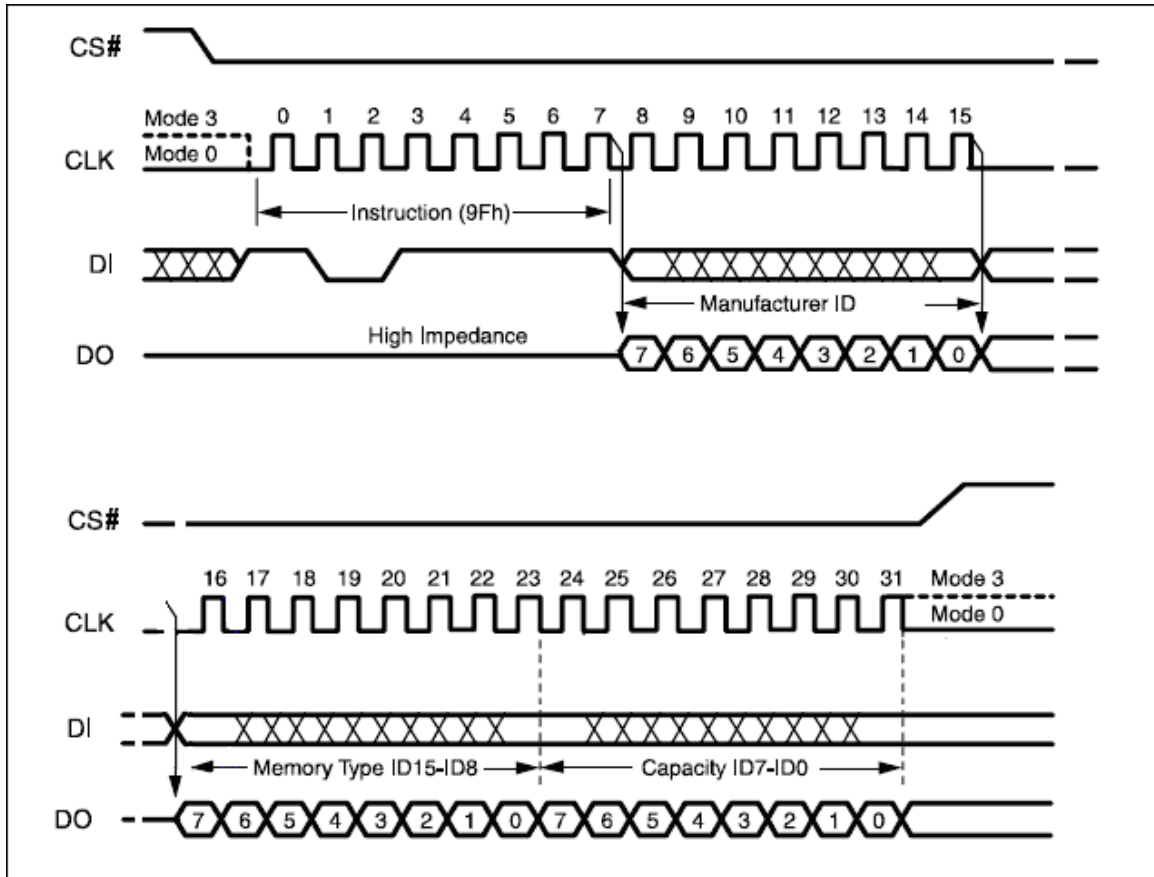 CS#
0 1 2 3 4 5 6 7 8 9 10 11 12 13 14 15
Mode 3
CLK
Mode 0
Instruction (9Fh)
DI
Manufacturer ID
High Impedance
DO
7 6 5 4 3 2 1 0
CS#
16 17 18 19 20 21 22 23 24 25 26 27 28 29 30 31
Mode 3
CLK
Mode 0
DI
Memory Type ID15-ID8
Capacity ID7-ID0
DO
7 6 5 4 3 2 1 0 7 6 5 4 3 2 1 0